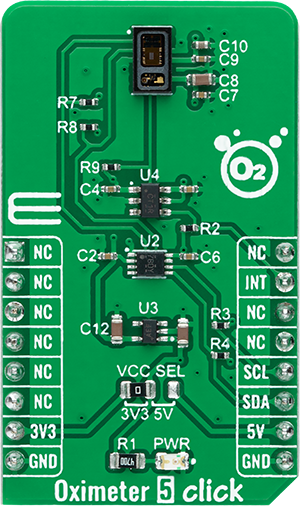 C10
C9
C8
C7
R7
R8
R9
O2
U4
C4
R2
U2
C2
C6
U3
C12
R3
R4
NC
NC
NC
NC
NC
NC
3V3
GND
NC
INT
NC
NC
SCL
SDA
5V
GND
VCC SEL
0
3V3 5V
R1
PWR
Oximeter 5 click